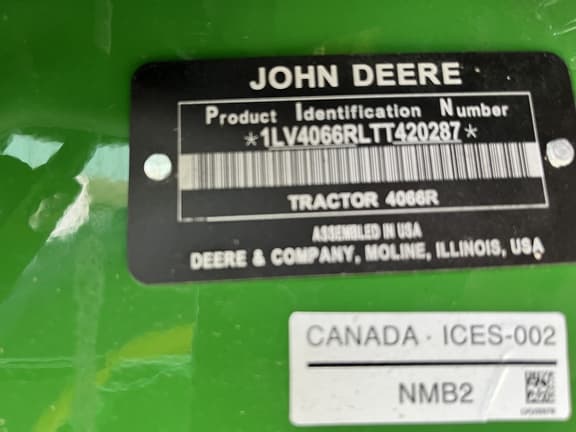 JOHN DEERE
Product Identification Number
*1LV4066RLTT420287*
TRACTOR 4066R
ASSEMBLED IN USA
DEERE & COMPANY, MOLINE, ILLINOIS, USA
CANADA · ICES-002
NMB2